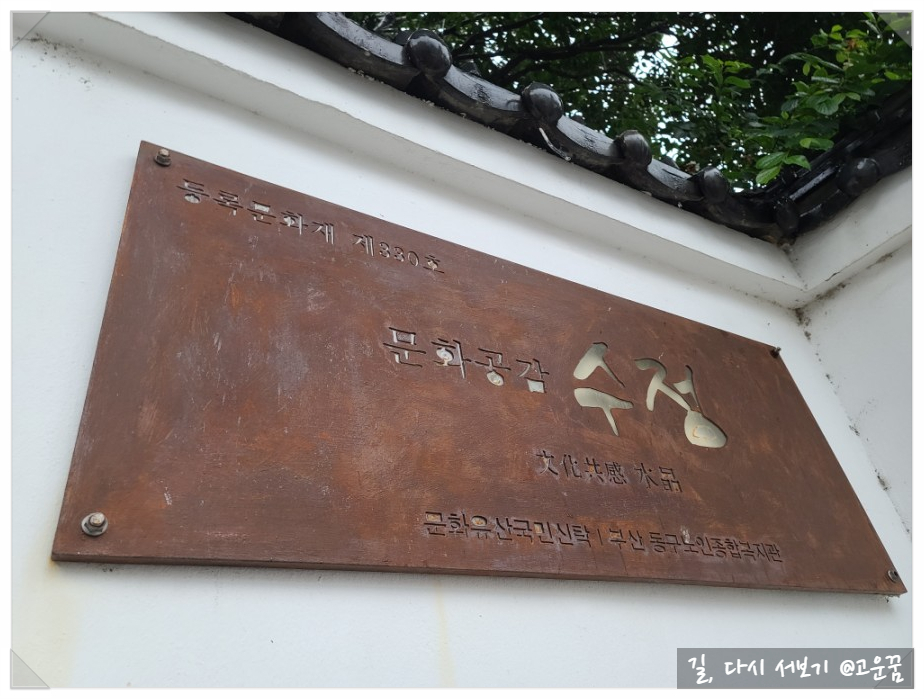 등록문화재 제330호
문화공감 수정
文化共感 水晶
문화유산국민신탁 | 부산 동구노인종합복지관
길, 다시 서보기 @고운꿈